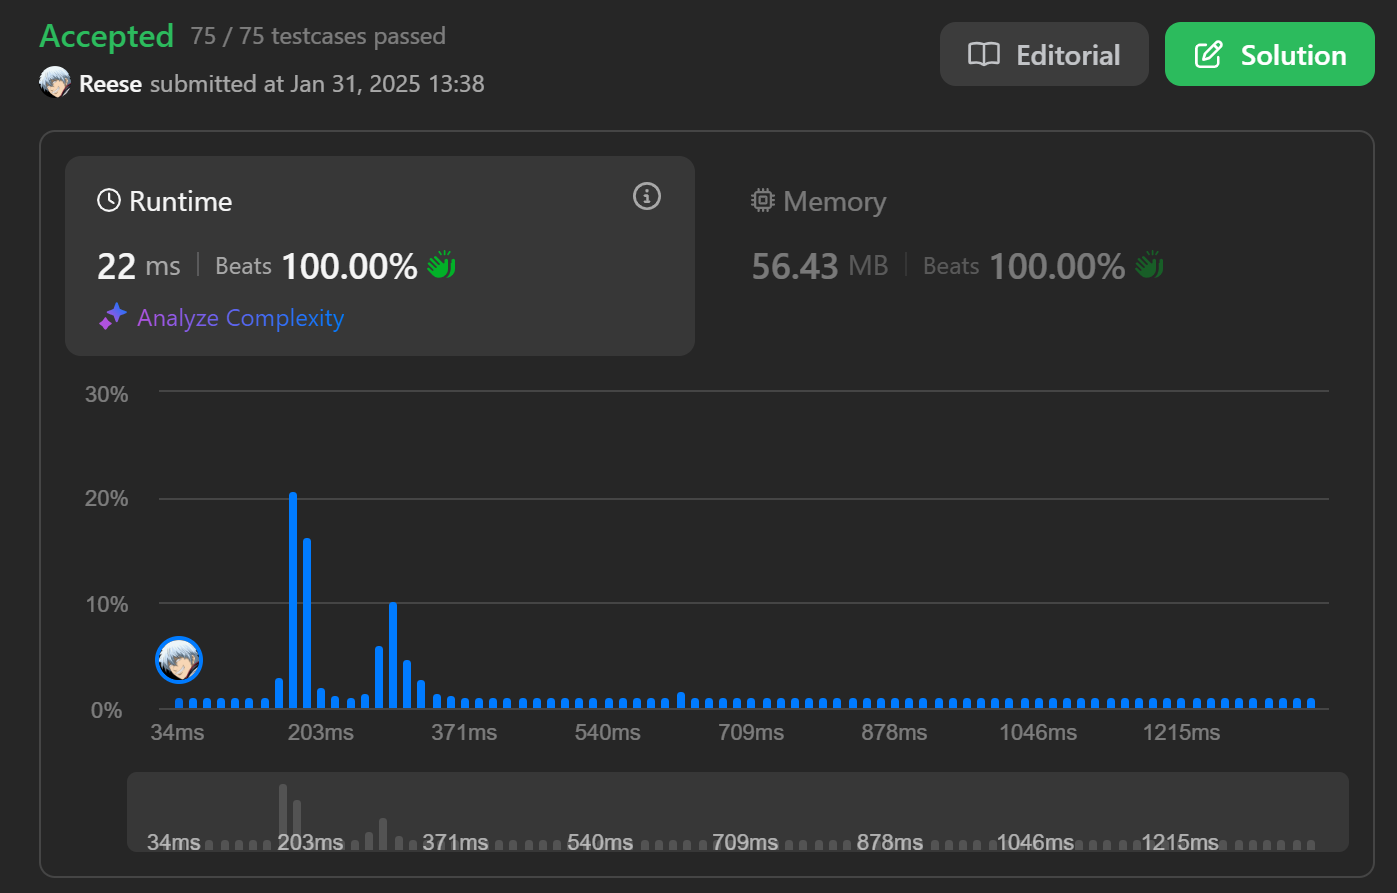 Accepted 75 / 75 testcases passed
Editorial
Solution
Reese submitted at Jan 31, 2025 13:38
Runtime
22 ms | Beats 100.00%
Analyze Complexity
Memory
56.43 MB | Beats 100.00%
30%
20%
10%
0%
34ms 203ms 371ms 540ms 709ms 878ms 1046ms 1215ms
34ms 203ms 371ms 540ms 709ms 878ms 1046ms 1215ms